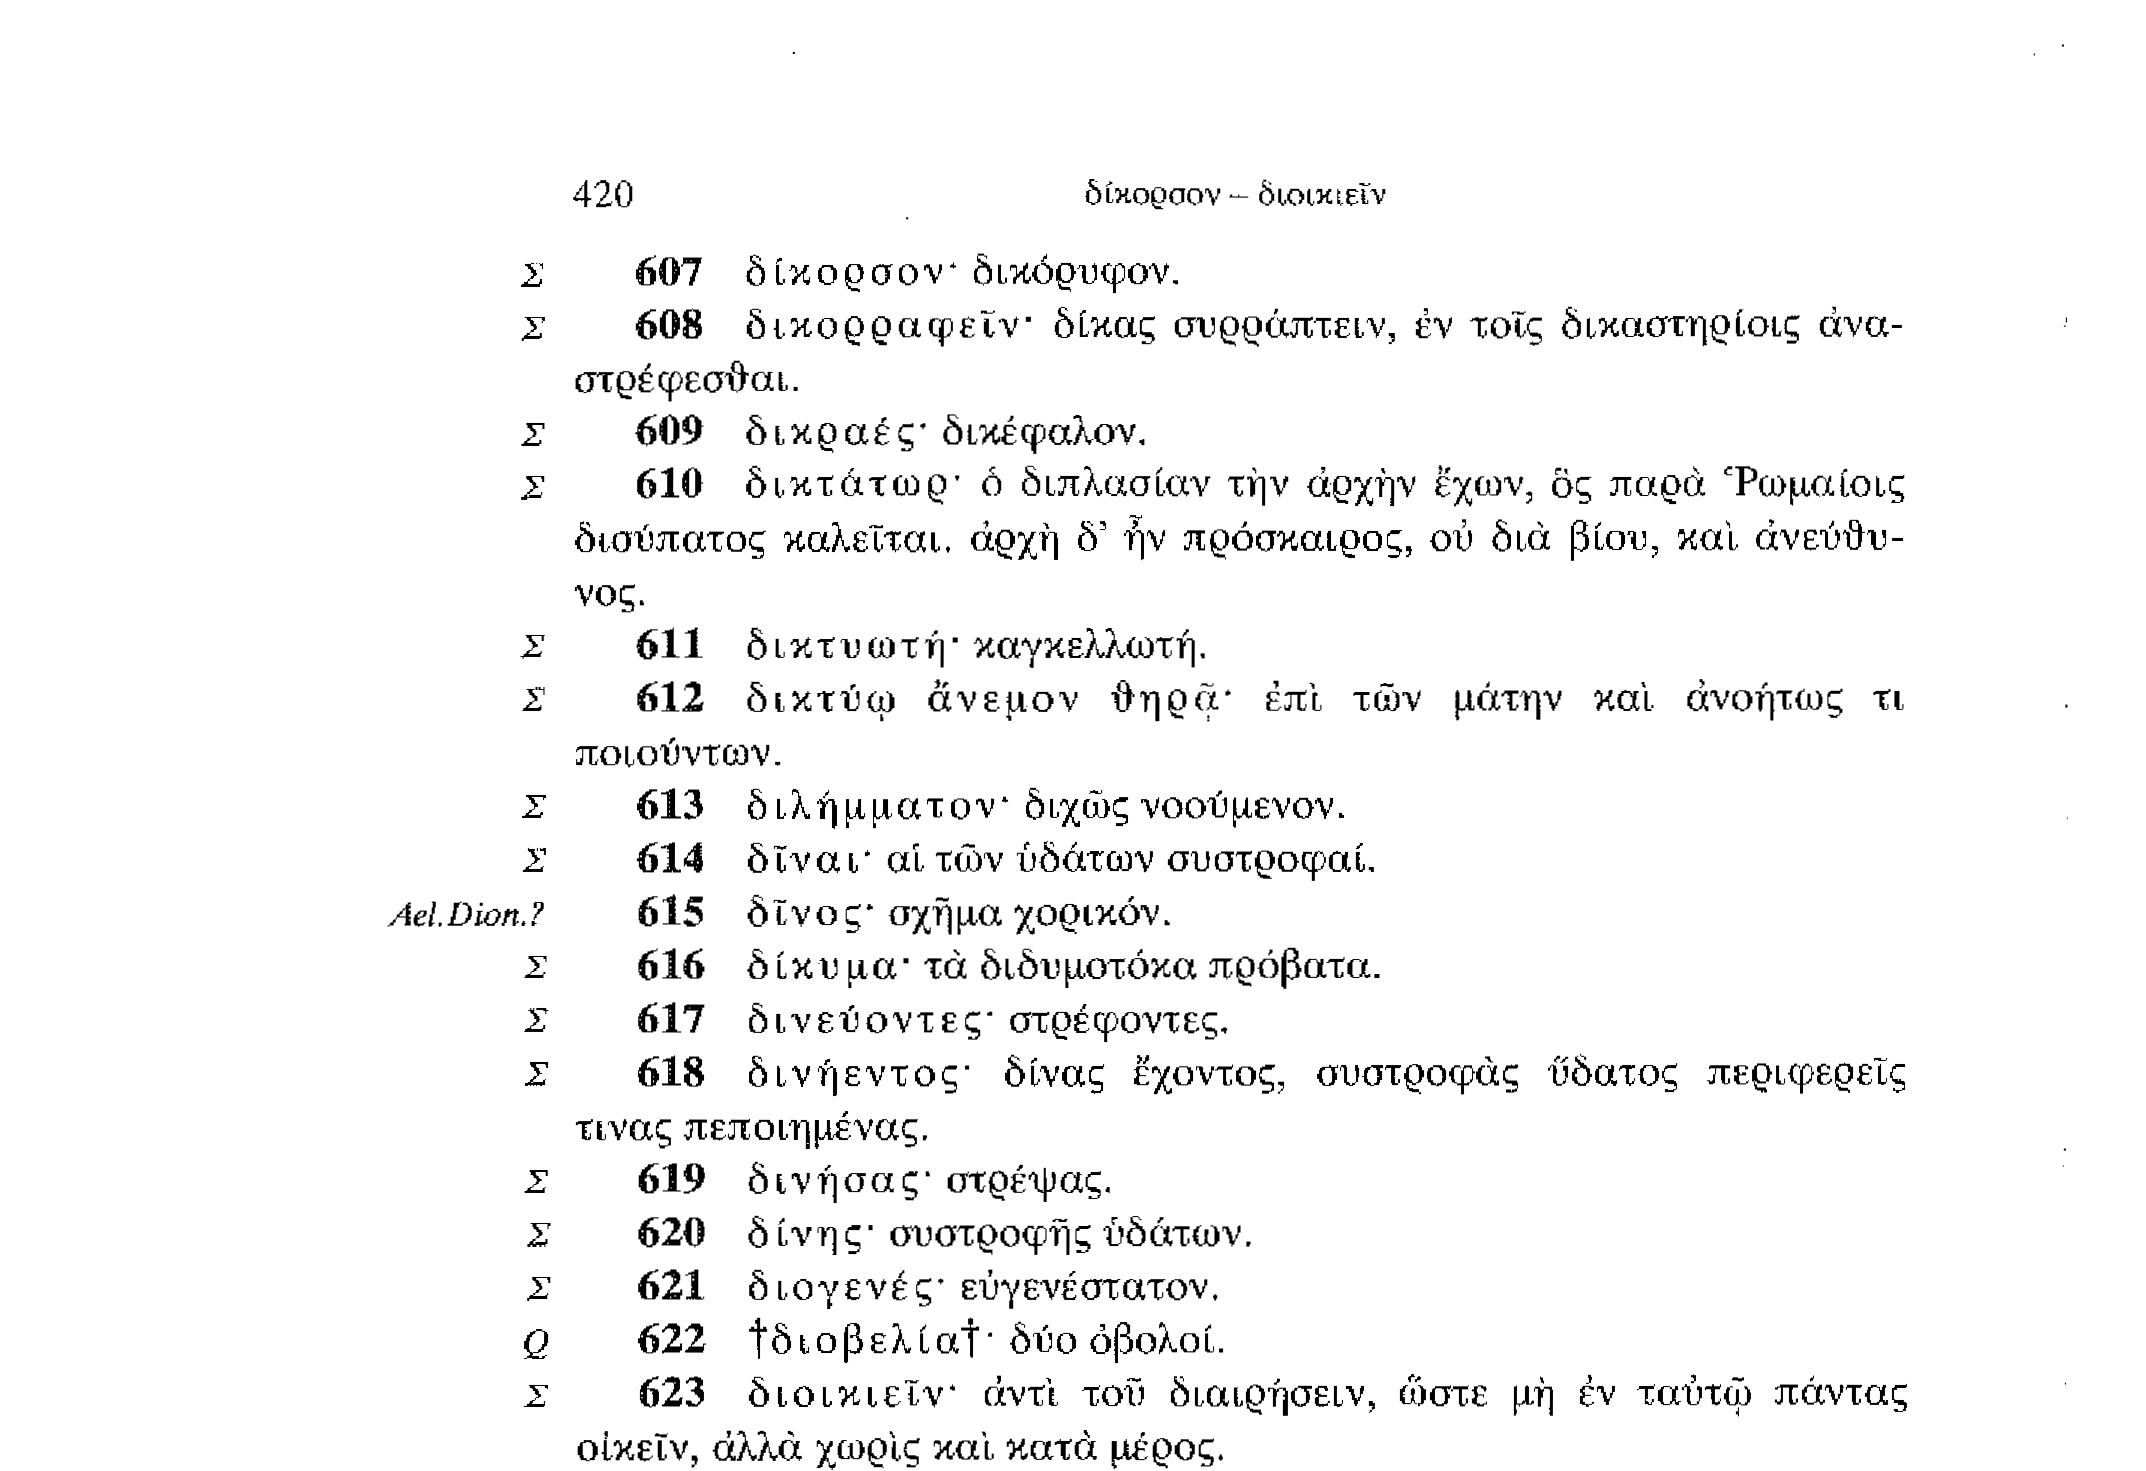 420 δίκορσον – διοικιεῖν
Σ 607 δίκορσον· δικόρυφον.
Σ 608 δικορραφεῖν· δίκας συρράπτειν, ἐν τοῖς δικαστηρίοις ἀνα-
στρέφεσθαι.
Σ 609 δικραές· δικέφαλον.
Σ 610 δικτάτωρ· ὁ διπλασίαν τὴν ἀρχὴν ἔχων, ὃς παρὰ Ῥωμαίοις
δισύπατος καλεῖται. ἀρχὴ δ’ ἦν πρόσκαιρος, οὐ διὰ βίου, καὶ ἀνεύθυ-
νος.
Σ 611 δικτυωτή· καγκελλωτή.
Σ 612 δικτύῳ ἄνεμον θηρᾷ· ἐπὶ τῶν μάτην καὶ ἀνοήτως τι
ποιούντων.
Σ 613 διλήμματον· διχῶς νοούμενον.
Σ 614 δῖναι· αἱ τῶν ὑδάτων συστροφαί.
Ael.Dion.? 615 δῖνος· σχῆμα χορικόν.
Σ 616 δίκυμα· τὰ διδυμοτόκα πρόβατα.
Σ 617 δινεύοντες· στρέφοντες.
Σ 618 δινήεντος· δίνας ἔχοντος, συστροφὰς ὕδατος περιφερεῖς
τινας πεποιημένας.
Σ 619 δινήσας· στρέψας.
Σ 620 δίνης· συστροφῆς ὑδάτων.
Σ 621 διογενές· εὐγενέστατον.
Q 622 †διοβελία†· δύο ὀβολοί.
Σ 623 διοικιεῖν· ἀντὶ τοῦ διαιρήσειν, ὥστε μὴ ἐν ταὐτῷ πάντας
οἰκεῖν, ἀλλὰ χωρὶς καὶ κατὰ μέρος.